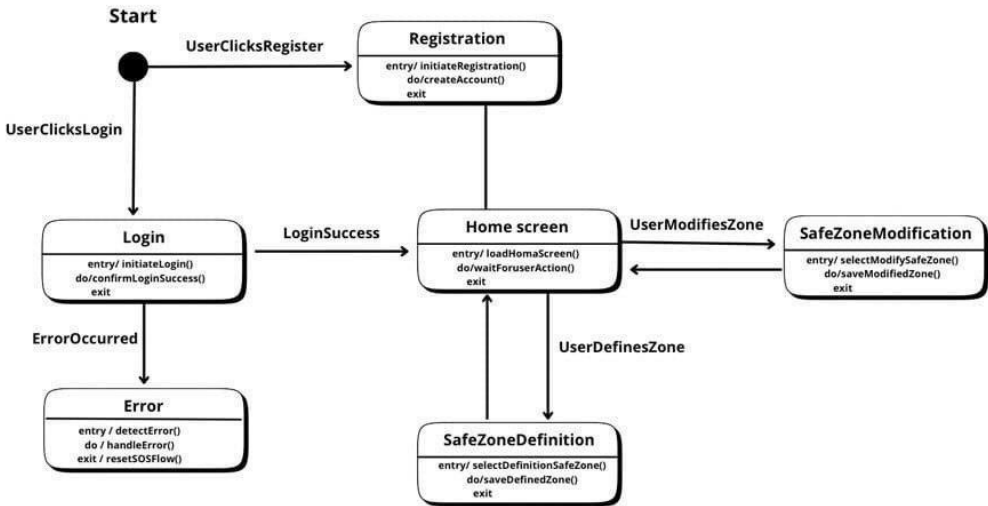 Start
UserClicksRegister
Registration
entry/ initiateRegistration()
do/createAccount()
exit
UserClicksLogin
Login
entry/ initiateLogin()
do/confirmLoginSuccess()
exit
LoginSuccess
Home screen
entry/ loadHomaScreen()
do/waitForuserAction()
exit
UserModifiesZone
SafeZoneModification
entry/ selectModifySafeZone()
do/saveModifiedZone()
exit
ErrorOccurred
UserDefinesZone
Error
entry / detectError()
do / handleError()
exit / resetSOSFlow()
SafeZoneDefinition
entry/ selectDefinitionSafeZone()
do/saveDefinedZone()
exit